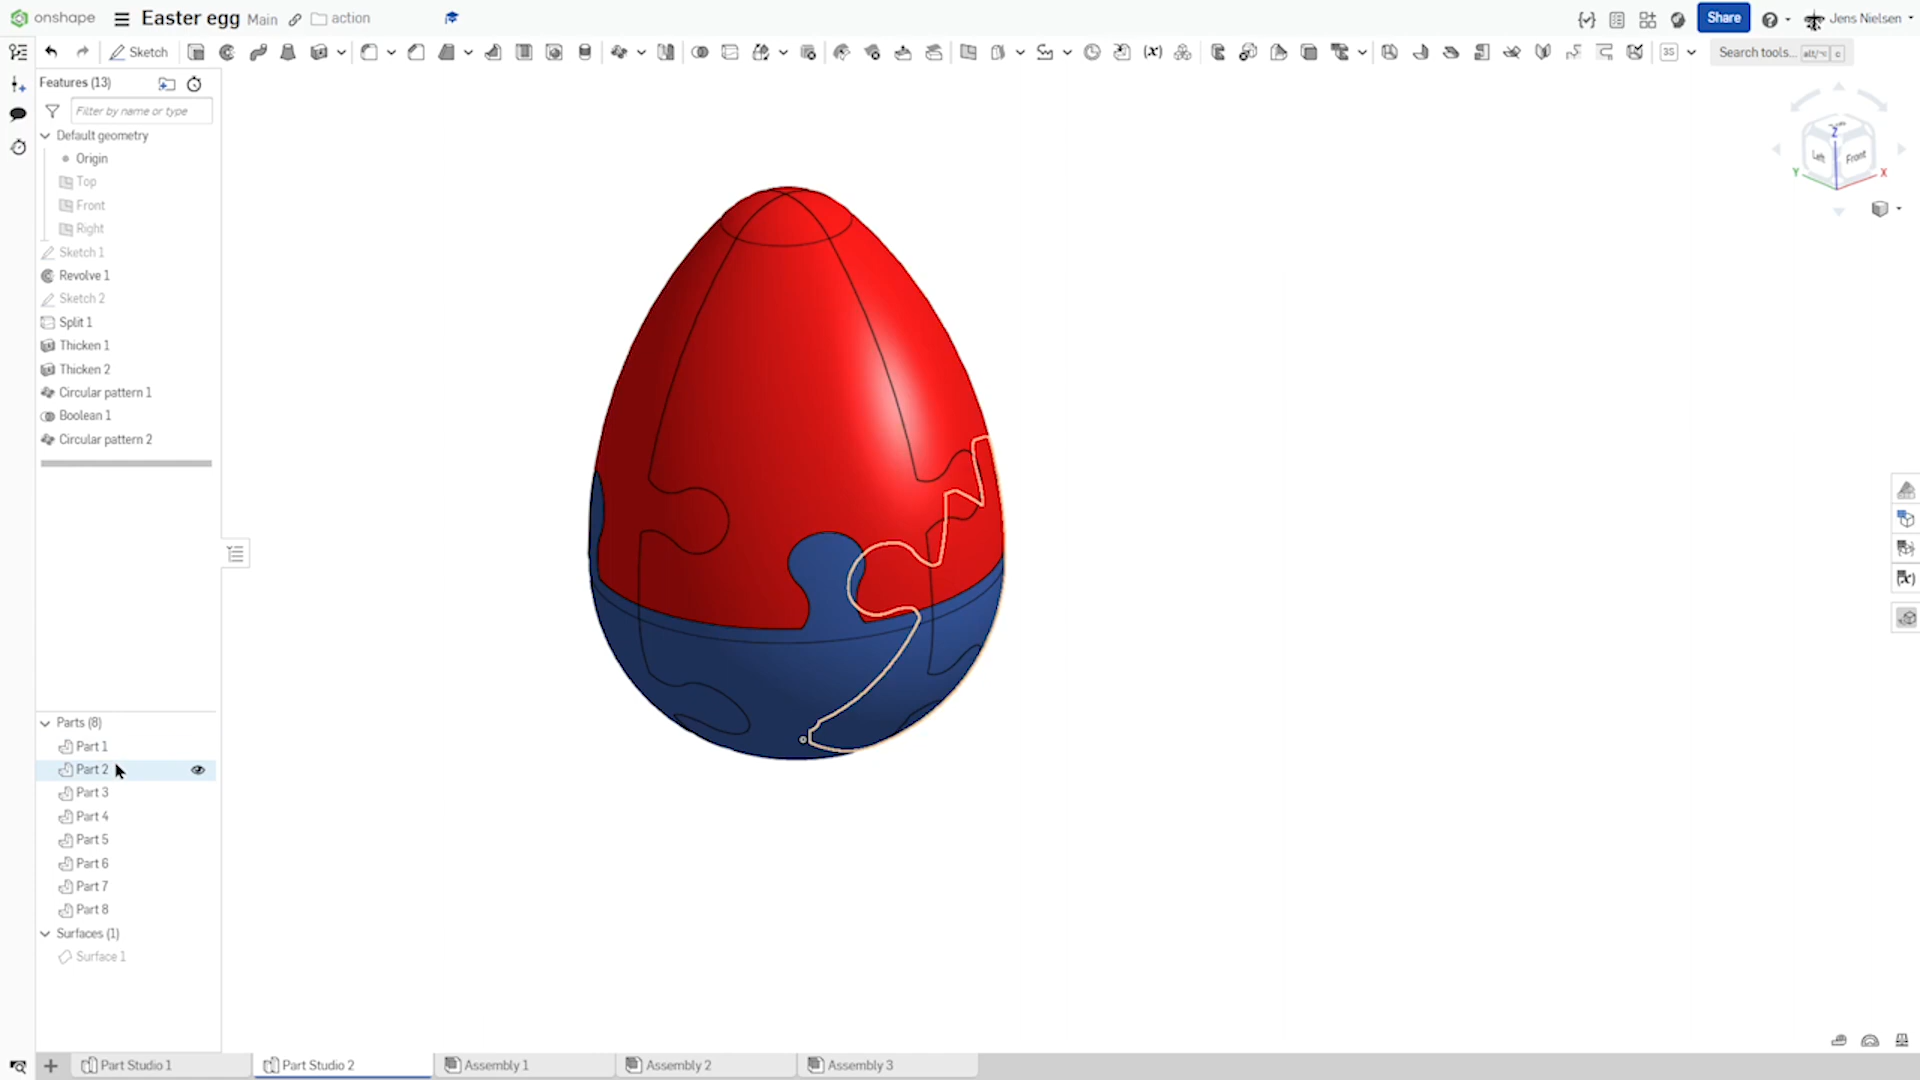 onshape Easter egg Main action Share Jens Nielsen
Sketch (x) 3S Search tools... alt/⌥ c
Features (13)
Filter by name or type
Default geometry
Origin
Top
Front
Right
Sketch 1
Revolve 1
Sketch 2
Split 1
Thicken 1
Thicken 2
Circular pattern 1
Boolean 1
Circular pattern 2
Z
Left Front
Y X
(x)
Parts (8)
Part 1
Part 2
Part 3
Part 4
Part 5
Part 6
Part 7
Part 8
Surfaces (1)
Surface 1
Part Studio 1 Part Studio 2 Assembly 1 Assembly 2 Assembly 3